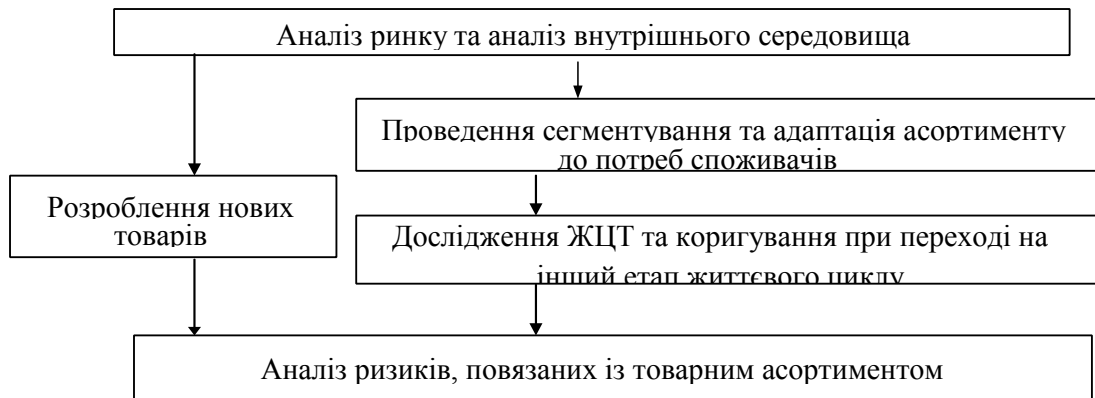 Аналіз ринку та аналіз внутрішнього середовища
Проведення сегментування та адаптація асортименту
до потреб споживачів
Розроблення нових
товарів
Дослідження ЖЦТ та коригування при переході на
інший етап життєвого циклу
Аналіз ризиків, повязаних із товарним асортиментом